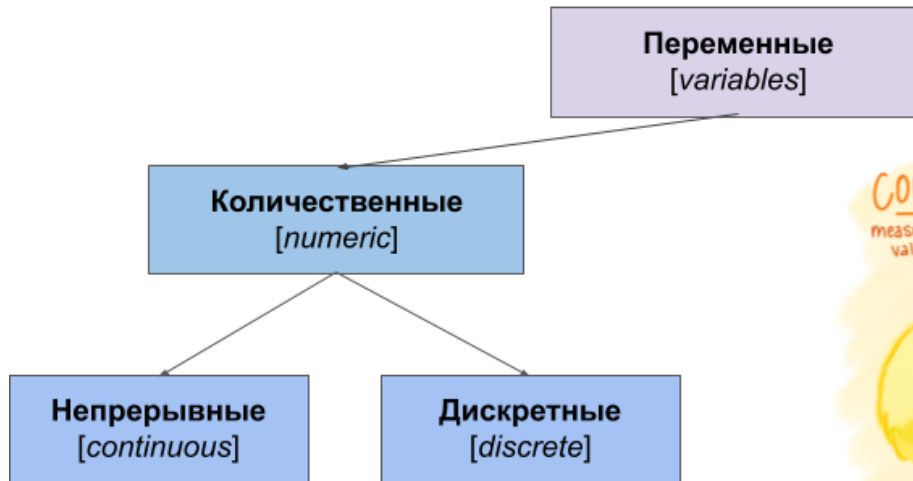 Переменные
[variables]
Количественные
[numeric]
Непрерывные
[continuous]
Дискретные
[discrete]